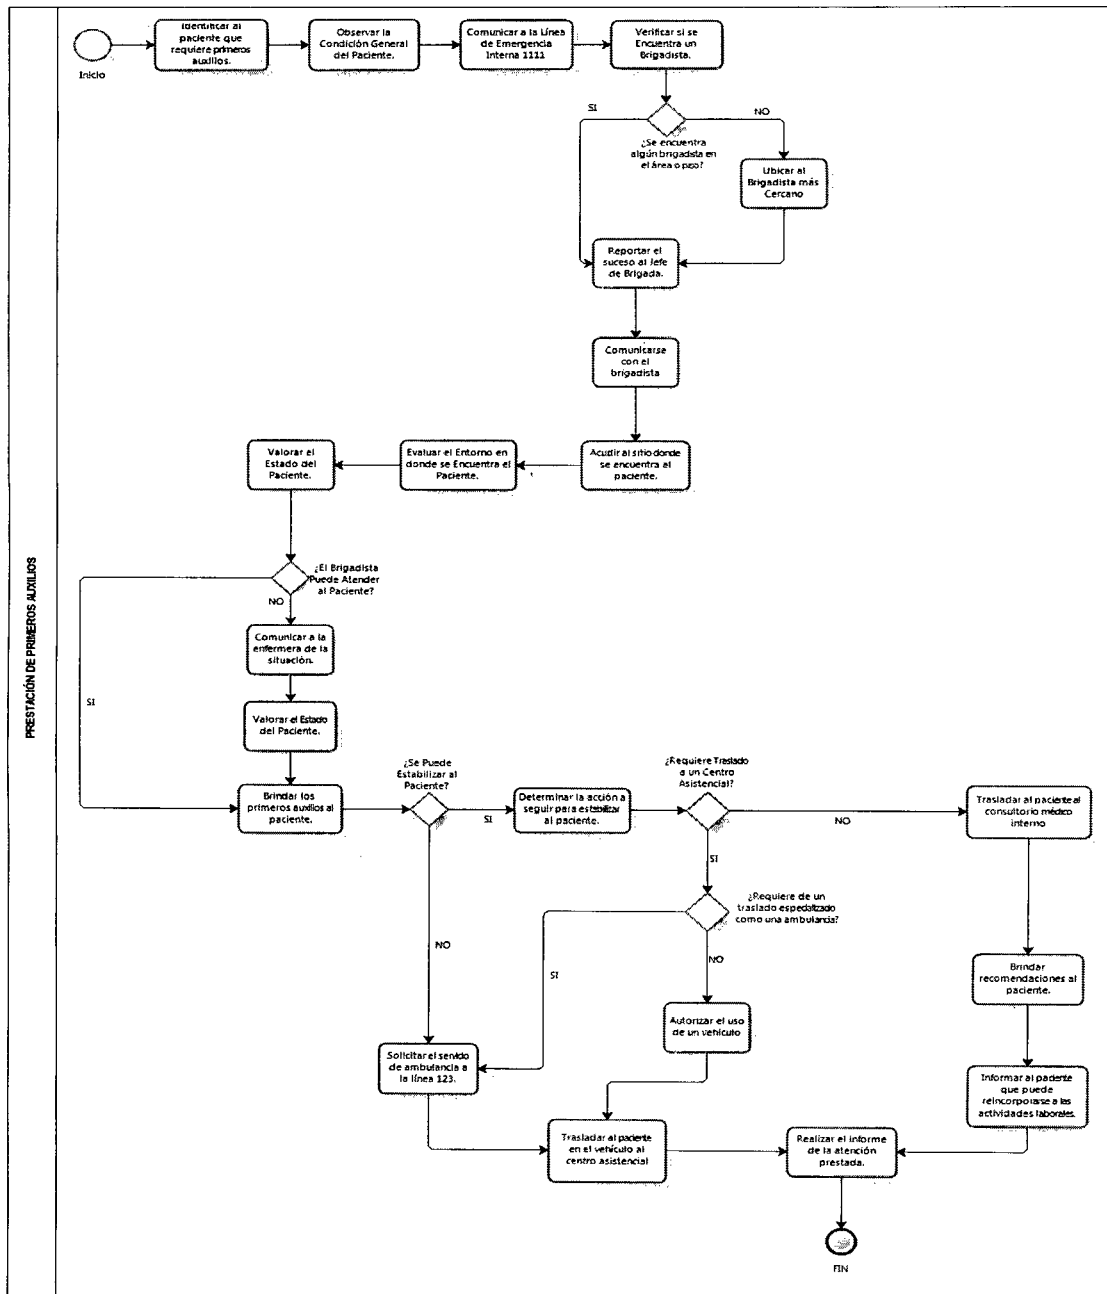 PRESTACIÓN DE PRIMEROS AUXILIOS
Inicio
Identificar al
paciente que
requiere primeros
auxilios.
Observar la
Condición General
del Paciente.
Comunicar a la Línea
de Emergencia
Interna 1111
Verificar si se
Encuentra un
Brigadista.
SI
NO
¿Se encuentra
algún brigadista en
el área o piso?
Ubicar al
Brigadista más
Cercano
Reportar el
suceso al Jefe
de Brigada.
Comunicarse
con el
brigadista
Acudir al sitio donde
se encuentra el
paciente.
Evaluar el Entorno en
donde se Encuentra el
Paciente.
Valorar el
Estado del
Paciente.
¿El Brigadista
Puede Atender
al Paciente?
NO
SI
Comunicar a la
enfermera de la
situación.
Valorar el Estado
del Paciente.
Brindar los
primeros auxilios al
paciente.
¿Se Puede
Estabilizar al
Paciente?
SI
NO
Determinar la acción a
seguir para estabilizar
al paciente.
¿Requiere Traslado
a un Centro
Asistencial?
NO
SI
Trasladar al paciente al
consultorio médico
interno
¿Requiere de un
traslado especializado
como una ambulancia?
SI
NO
Brindar
recomendaciones al
paciente.
Autorizar el uso
de un vehículo
Solicitar el servicio
de ambulancia a
la línea 123.
Informar al paciente
que puede
reincorporarse a las
actividades laborales.
Trasladar al paciente
en el vehículo al
centro asistencial
Realizar el informe
de la atención
prestada.
FIN